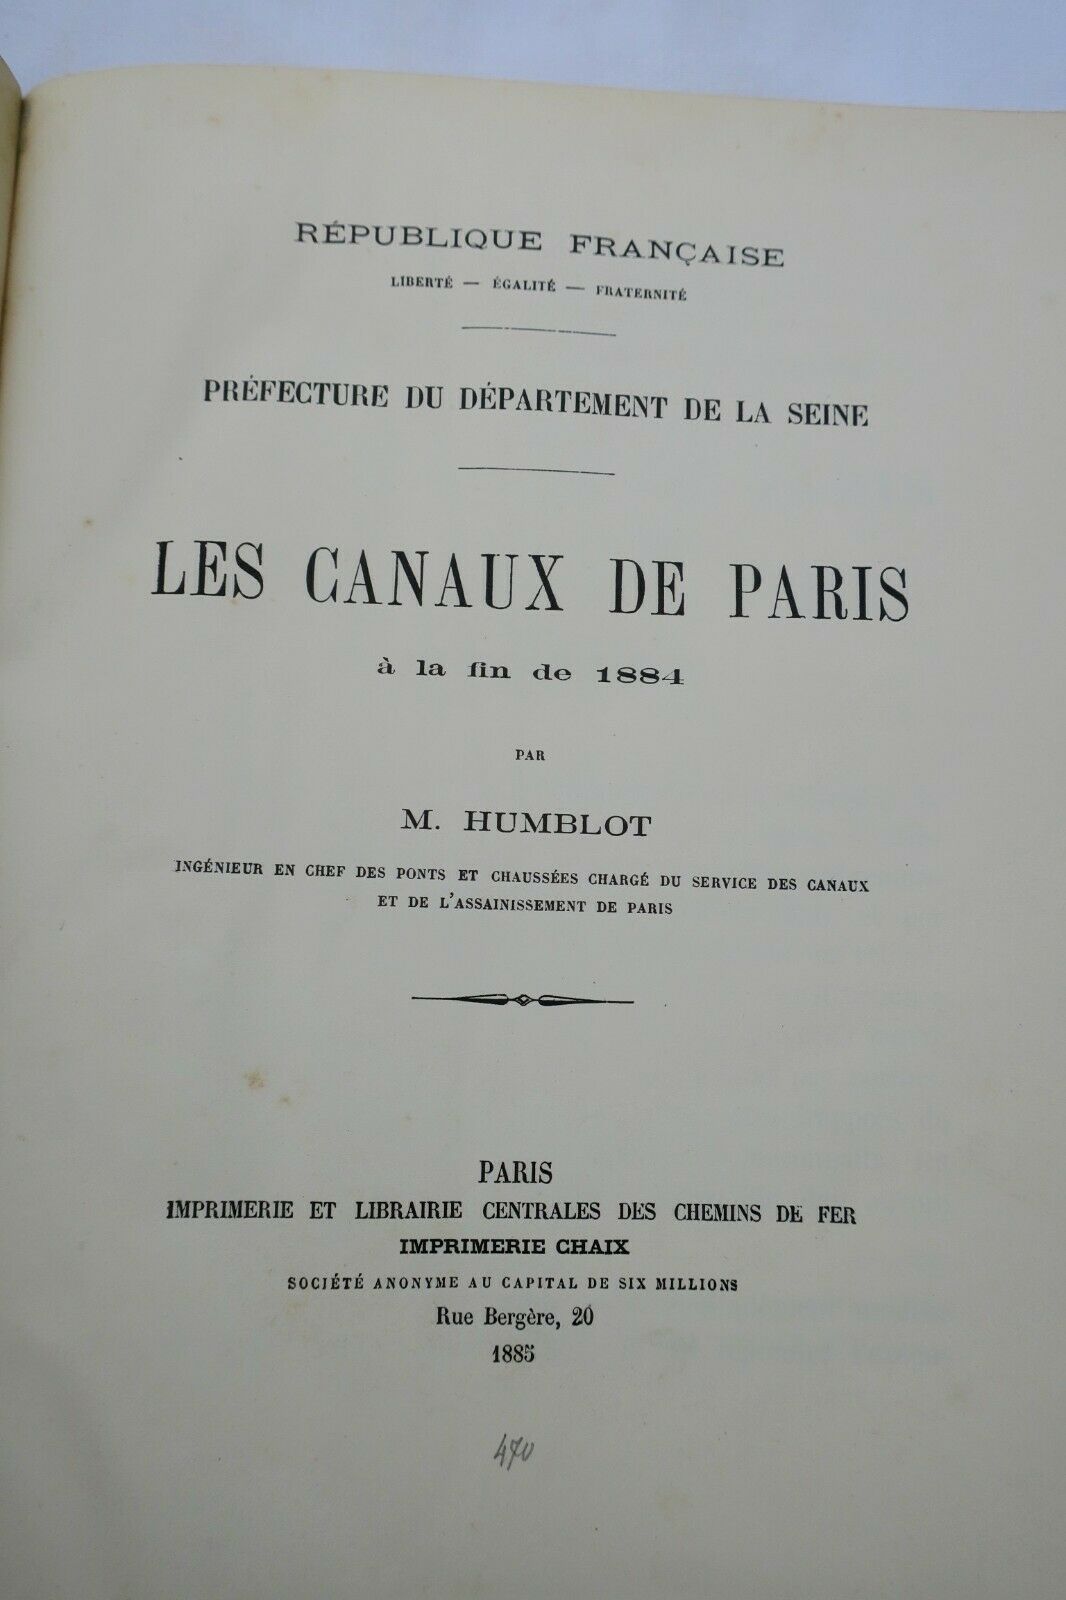 RÉPUBLIQUE FRANÇAISE
LIBERTÉ — ÉGALITÉ — FRATERNITÉ
PRÉFECTURE DU DÉPARTEMENT DE LA SEINE
LES CANAUX DE PARIS
à la fin de 1884
PAR
M. HUMBLOT
INGÉNIEUR EN CHEF DES PONTS ET CHAUSSÉES CHARGÉ DU SERVICE DES CANAUX
ET DE L'ASSAINISSEMENT DE PARIS
PARIS
IMPRIMERIE ET LIBRAIRIE CENTRALES DES CHEMINS DE FER
IMPRIMERIE CHAIX
SOCIÉTÉ ANONYME AU CAPITAL DE SIX MILLIONS
Rue Bergère, 20
1885
470